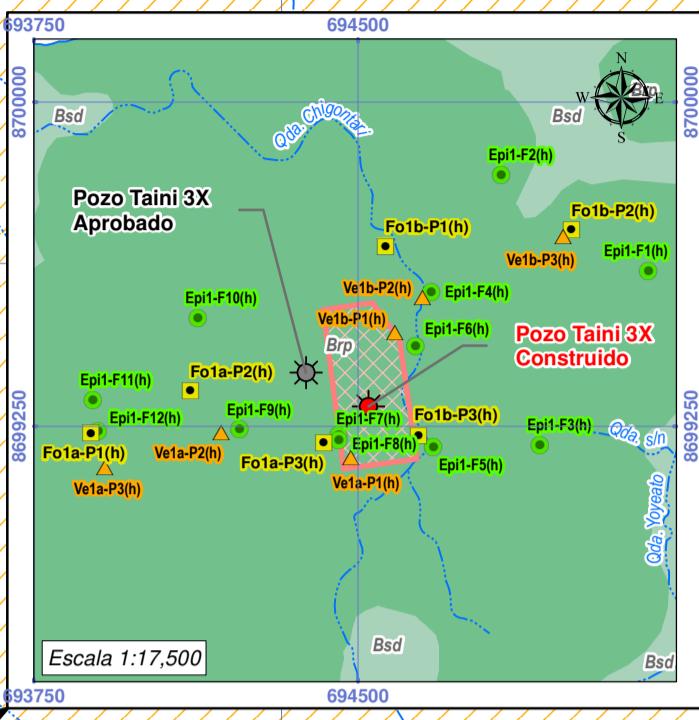 693750
694500
8700000
8700000
N
W
E
S
Brp
Bsd
Bsd
Qda. Chigontari
Epi1-F2(h)
Pozo Taini 3X
Aprobado
Fo1b-P1(h)
Fo1b-P2(h)
Ve1b-P3(h)
Epi1-F1(h)
Ve1b-P2(h)
Epi1-F4(h)
Epi1-F10(h)
Ve1b-P1(h)
Epi1-F6(h)
Pozo Taini 3X
Construido
Brp
Fo1a-P2(h)
Epi1-F11(h)
Epi1-F12(h)
Epi1-F9(h)
Epi1-F7(h)
Fo1b-P3(h)
Epi1-F3(h)
Qda. s/n
8699250
8699250
Fo1a-P1(h)
Ve1a-P2(h)
Fo1a-P3(h)
Epi1-F8(h)
Epi1-F5(h)
Ve1a-P3(h)
Ve1a-P1(h)
Qda. Yoyeato
Bsd
Bsd
Escala 1:17,500
693750
694500